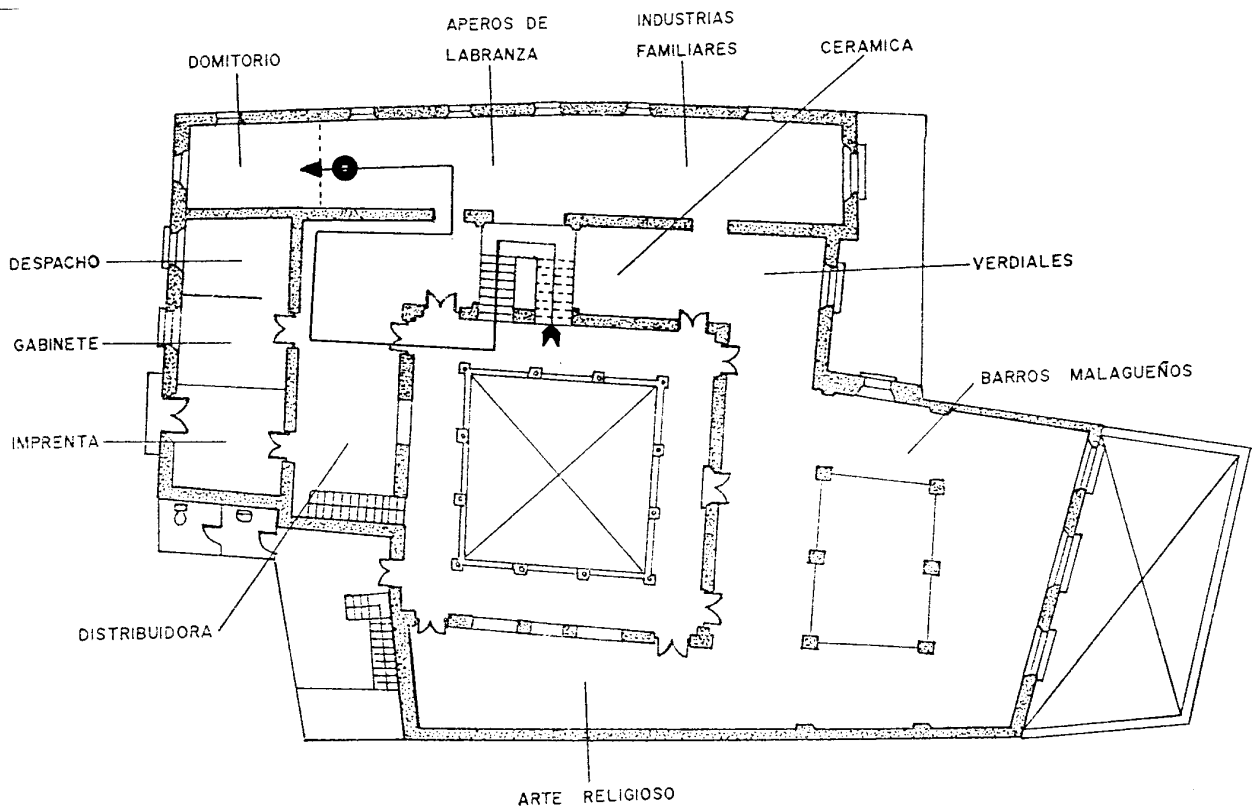 APEROS DE
LABRANZA
INDUSTRIAS
FAMILIARES
CERAMICA
DOMITORIO
DESPACHO
VERDIALES
GABINETE
BARROS MALAGUEÑOS
IMPRENTA
DISTRIBUIDORA
ARTE RELIGIOSO